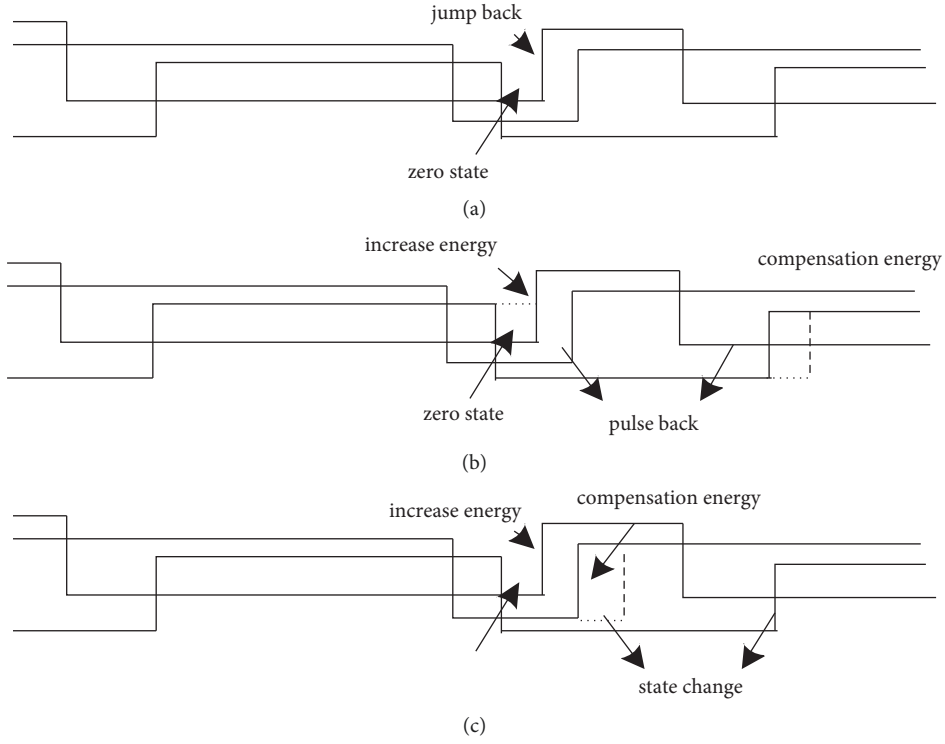 jump back
zero state
(a)
increase energy
compensation energy
zero state
pulse back
(b)
compensation energy
increase energy
state change
(c)